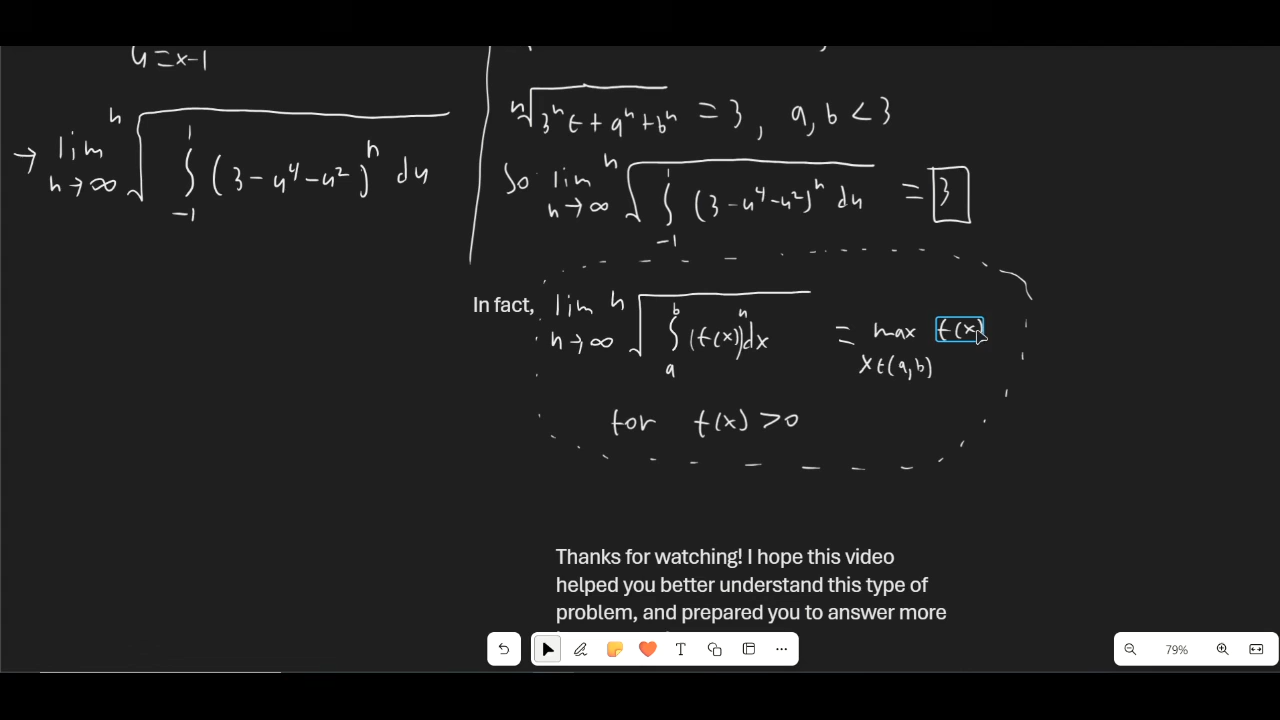 u = x-1
→ lim n→∞ ⁿ√ ∫₋₁¹ (3-u⁴-u²)ⁿ du
ⁿ√ 3ⁿt + aⁿ + bⁿ = 3, a, b < 3
So lim n→∞ ⁿ√ ∫₋₁¹ (3-u⁴-u²)ⁿ du = 3
In fact, lim n→∞ ⁿ√ ∫ₐᵇ (f(x))ⁿ dx = max x∈(a,b) f(x)
for f(x) > 0
Thanks for watching! I hope this video
helped you better understand this type of
problem, and prepared you to answer more
79%